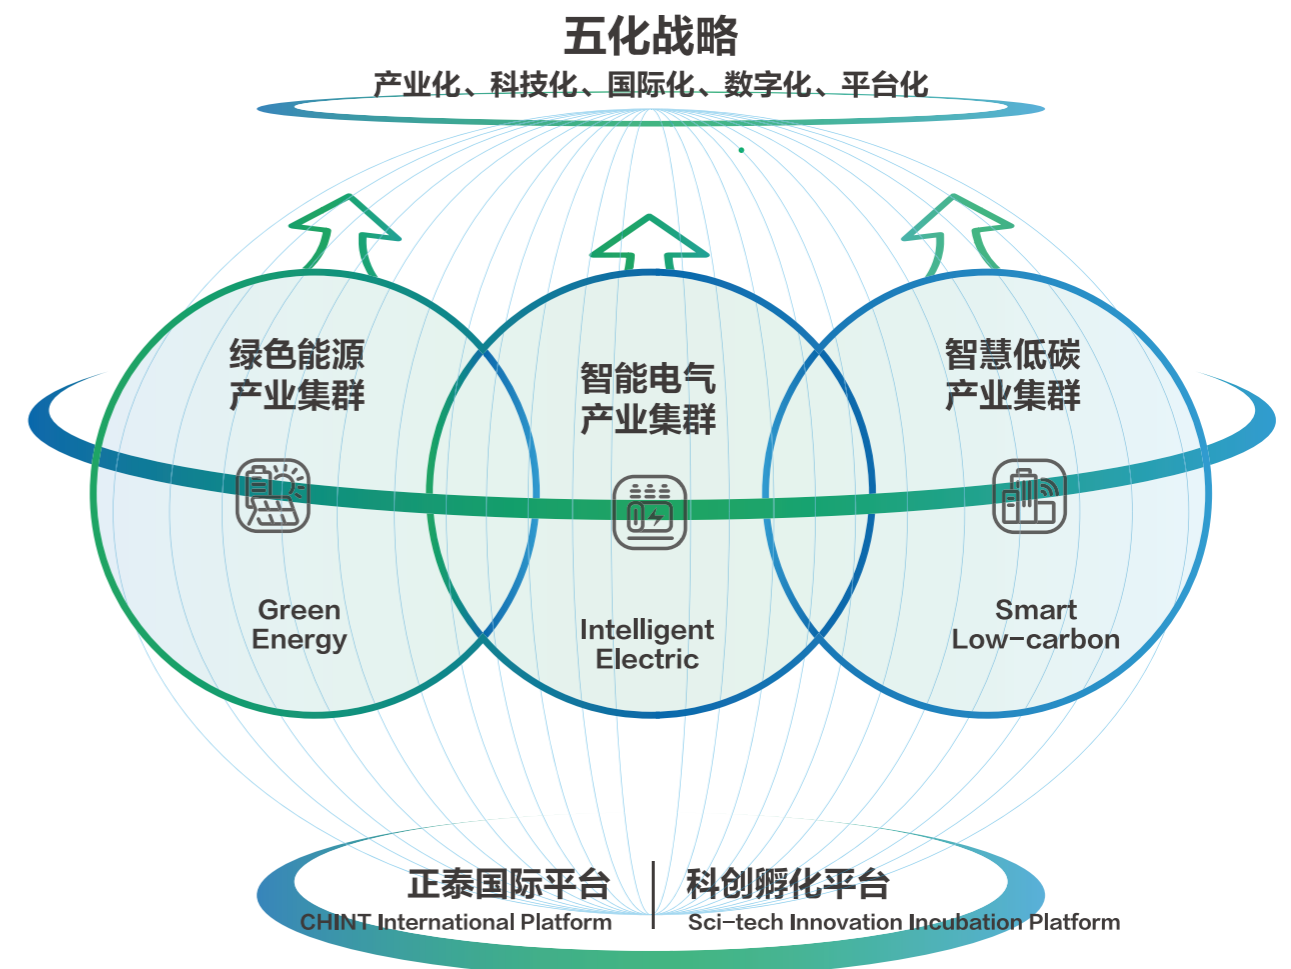 五化战略
产业化、科技化、国际化、数字化、平台化
绿色能源
产业集群
Green
Energy
智能电气
产业集群
Intelligent
Electric
智慧低碳
产业集群
Smart
Low-carbon
正泰国际平台
CHINT International Platform
科创孵化平台
Sci-tech Innovation Incubation Platform